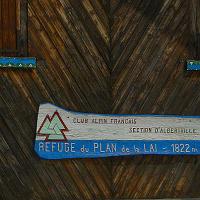 CLUB ALPIN FRANÇAIS
SECTION D'ALBERTVILLE
REFUGE du PLAN de la LAI - 1822 m